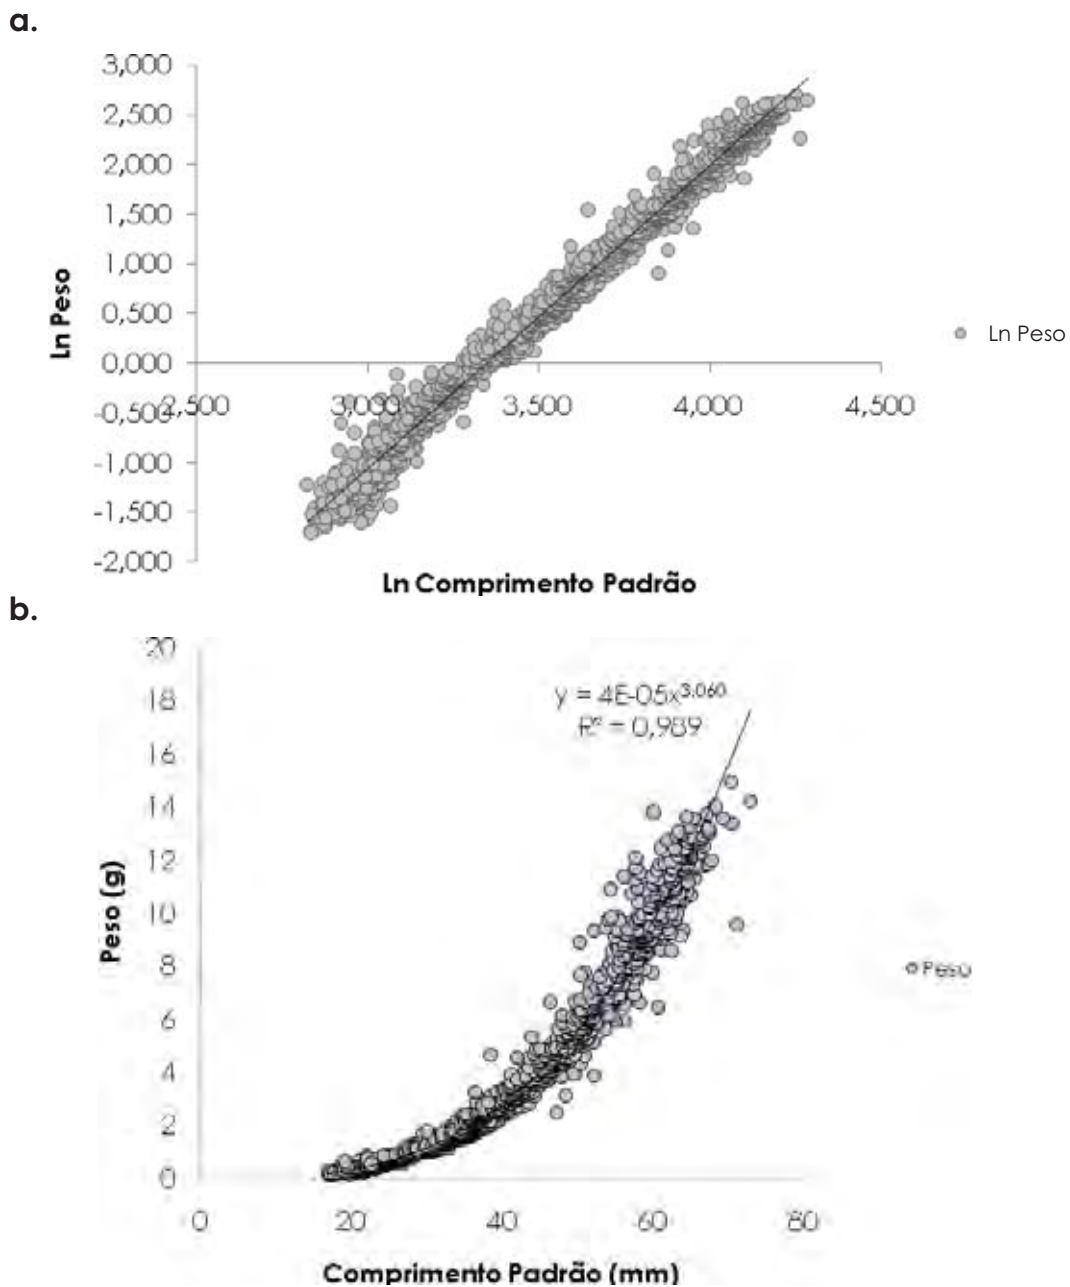 a.
3,000
2,500
2,000
1,500
1,000
0,500
0,000
-0,500
-1,000
-1,500
-2,000
Ln Peso
2,500 3,000 3,500 4,000 4,500
Ln Peso
Ln Comprimento Padrão
b.
20
18
16
14
12
10
8
6
4
2
0
Peso (g)
y = 4E-05x^3.060
R² = 0,989
Peso
0 20 40 60 80
Comprimento Padrão (mm)